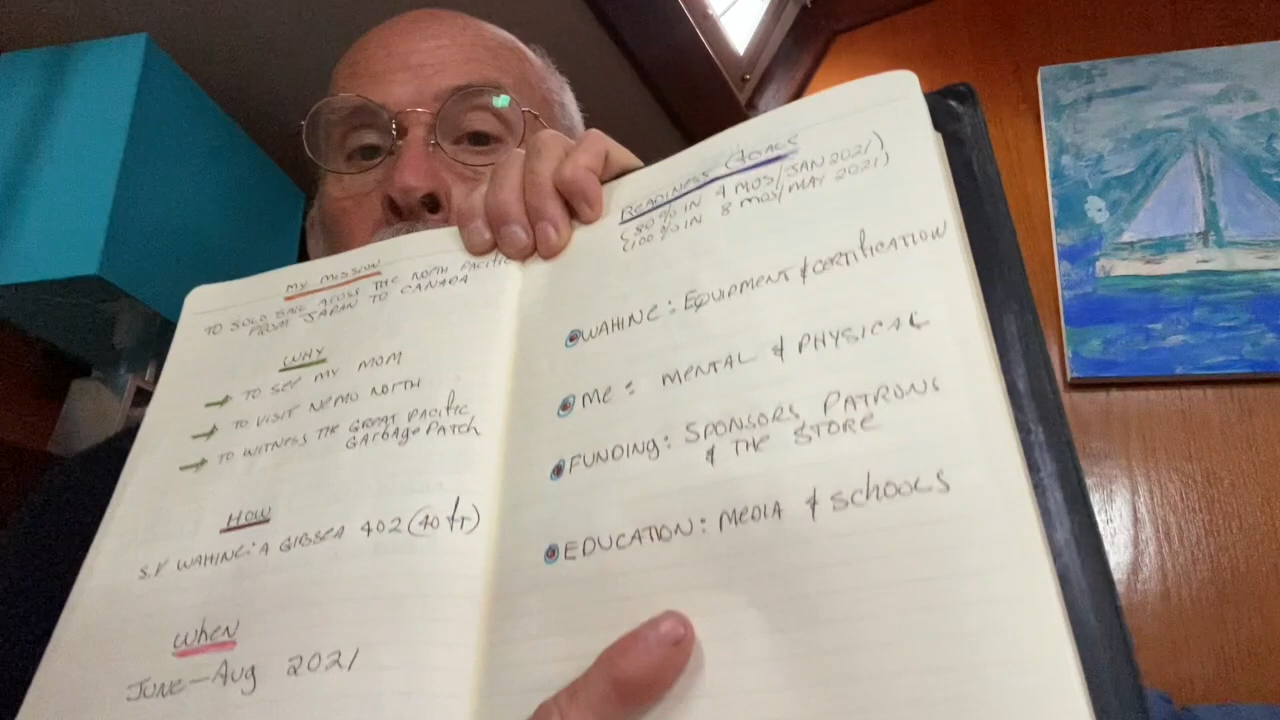 MY MISSION
TO SOLO SAIL AROSS THE NORTH PACIFIC
FROM JAPAN TO CANADA
WHY
→ TO SEE MY MOM
→ TO VISIT NEMO NORTH
→ TO WITNESS THE GREAT PACIFIC
GARBAGE PATCH
HOW
S.V WAHINE: A GIBSEA 402 (40 ft)
When
JUNE-AUG 2021
READINESS GOALS
(80% IN 4 MOS/JAN 2021)
(100% IN 8 MOS/MAY 2021)
WAHINE: EQUIPMENT & CERTIFICATION
ME: MENTAL & PHYSICAL
FUNDING: SPONSORS PATRONS
& THE STORE
EDUCATION: MEDIA & SCHOOLS